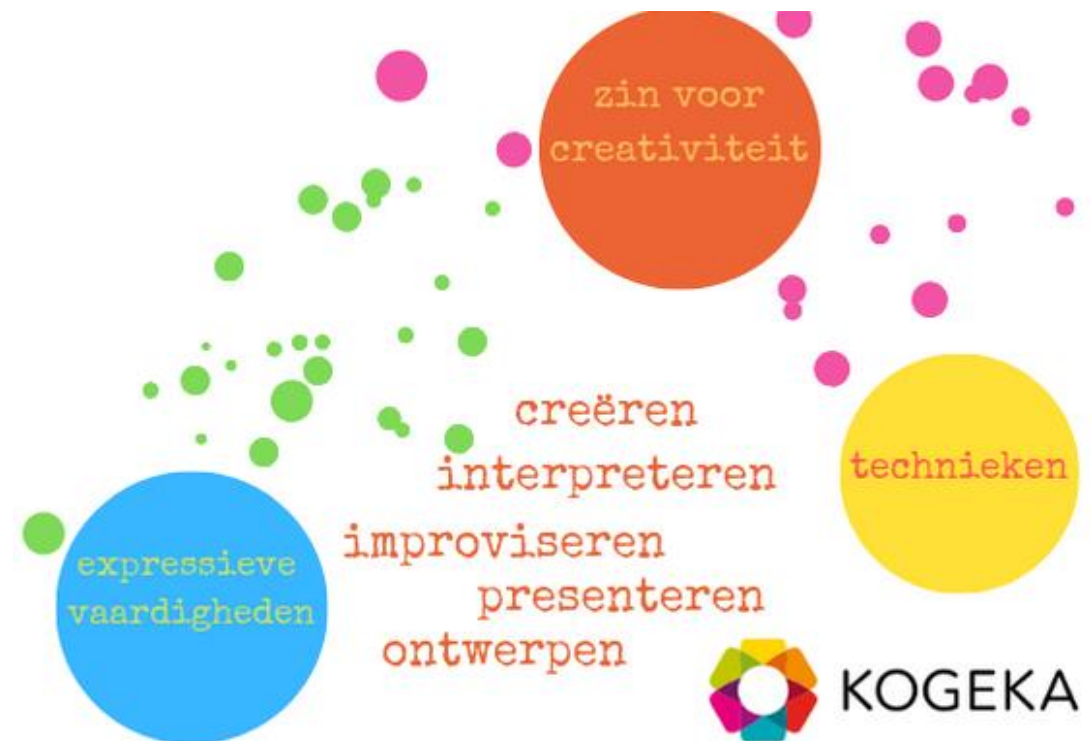 zin voor
creativiteit
creëren
interpreteren
technieken
improviseren
presenteren
ontwerpen
expressieve
vaardigheden
KOGEKA